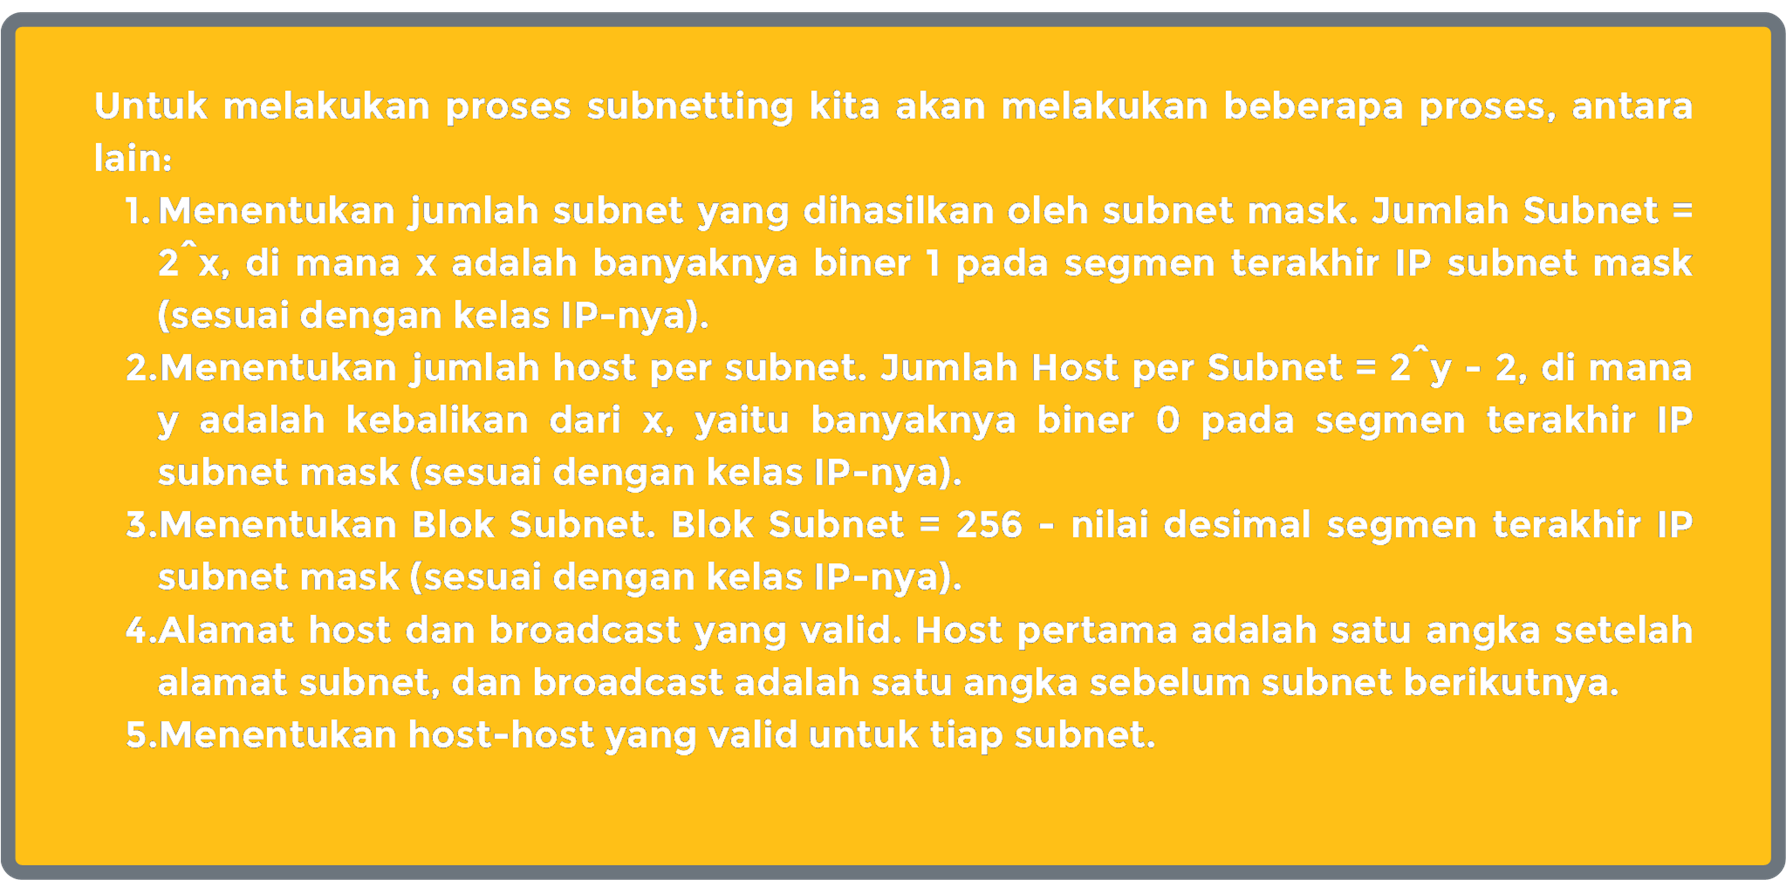 Untuk melakukan proses subnetting kita akan melakukan beberapa proses, antara
lain:
1. Menentukan jumlah subnet yang dihasilkan oleh subnet mask. Jumlah Subnet =
2^x, di mana x adalah banyaknya biner 1 pada segmen terakhir IP subnet mask
(sesuai dengan kelas IP-nya).
2.Menentukan jumlah host per subnet. Jumlah Host per Subnet = 2^y - 2, di mana
y adalah kebalikan dari x, yaitu banyaknya biner 0 pada segmen terakhir IP
subnet mask (sesuai dengan kelas IP-nya).
3.Menentukan Blok Subnet. Blok Subnet = 256 - nilai desimal segmen terakhir IP
subnet mask (sesuai dengan kelas IP-nya).
4.Alamat host dan broadcast yang valid. Host pertama adalah satu angka setelah
alamat subnet, dan broadcast adalah satu angka sebelum subnet berikutnya.
5.Menentukan host-host yang valid untuk tiap subnet.